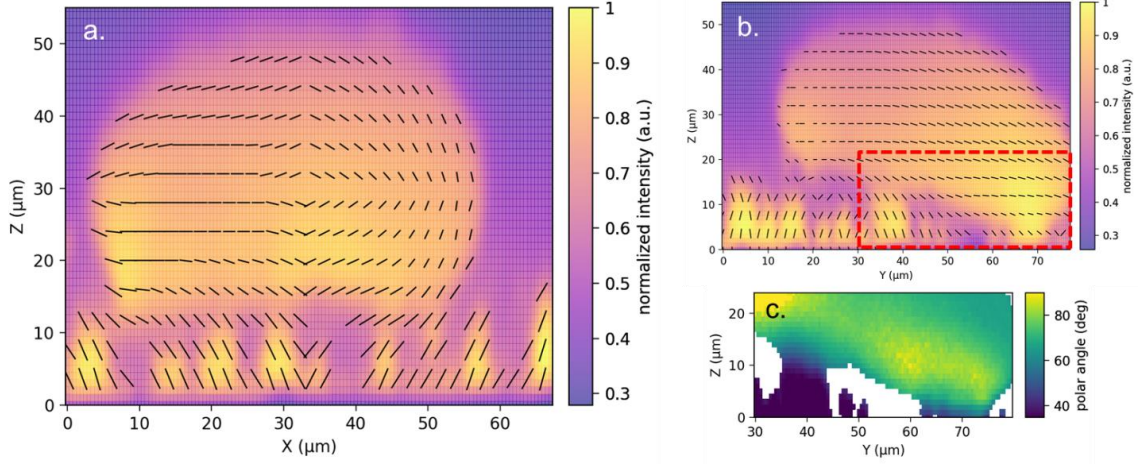 a.
50
40
30
20
10
0
Z (μm)
0 10 20 30 40 50 60
X (μm)
1
0.9
0.8
0.7
0.6
0.5
0.4
0.3
normalized intensity (a.u.)
b.
50
40
30
20
10
0
Z (μm)
0 10 20 30 40 50 60 70
Y (μm)
1
0.9
0.8
0.7
0.6
0.5
0.4
0.3
normalized intensity (a.u.)
c.
20
10
0
Z (μm)
30 40 50 60 70
Y (μm)
80
60
40
polar angle (deg)